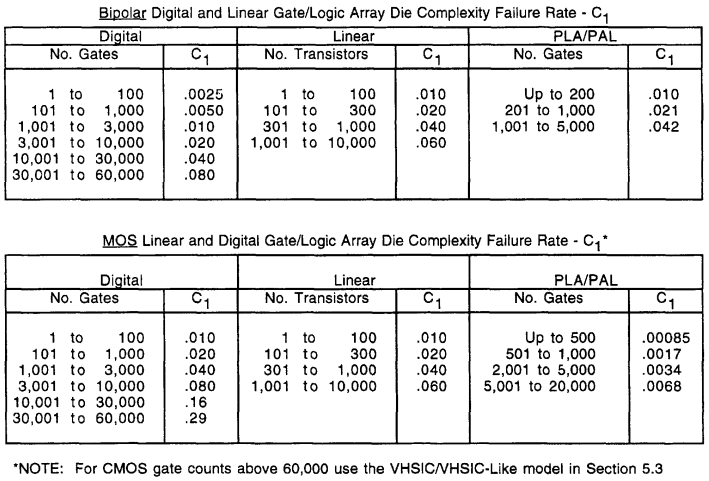 Bipolar Digital and Linear Gate/Logic Array Die Complexity Failure Rate - C1
Digital Linear PLA/PAL
No. Gates C1 No. Transistors C1 No. Gates C1
1 to 100 .0025 1 to 100 .010 Up to 200 .010
101 to 1,000 .0050 101 to 300 .020 201 to 1,000 .021
1,001 to 3,000 .010 301 to 1,000 .040 1,001 to 5,000 .042
3,001 to 10,000 .020 1,001 to 10,000 .060
10,001 to 30,000 .040
30,001 to 60,000 .080
MOS Linear and Digital Gate/Logic Array Die Complexity Failure Rate - C1*
Digital Linear PLA/PAL
No. Gates C1 No. Transistors C1 No. Gates C1
1 to 100 .010 1 to 100 .010 Up to 500 .00085
101 to 1,000 .020 101 to 300 .020 501 to 1,000 .0017
1,001 to 3,000 .040 301 to 1,000 .040 2,001 to 5,000 .0034
3,001 to 10,000 .080 1,001 to 10,000 .060 5,001 to 20,000 .0068
10,001 to 30,000 .16
30,001 to 60,000 .29
*NOTE: For CMOS gate counts above 60,000 use the VHSIC/VHSIC-Like model in Section 5.3